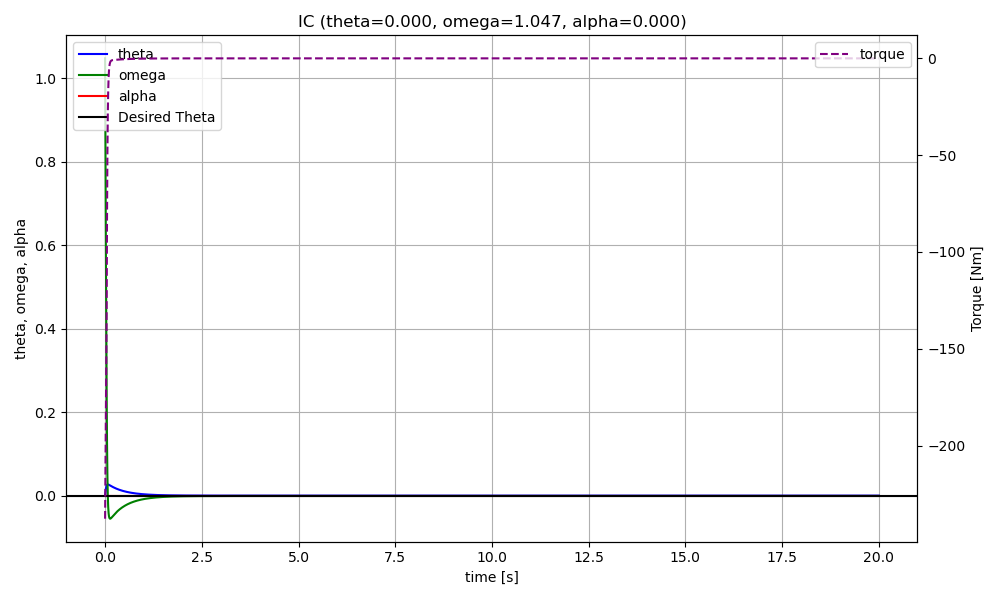 IC (theta=0.000, omega=1.047, alpha=0.000)
theta
omega
alpha
Desired Theta
torque
1.0
0.8
0.6
0.4
0.2
0.0
theta, omega, alpha
0
−50
−100
−150
−200
Torque [Nm]
0.0 2.5 5.0 7.5 10.0 12.5 15.0 17.5 20.0
time [s]